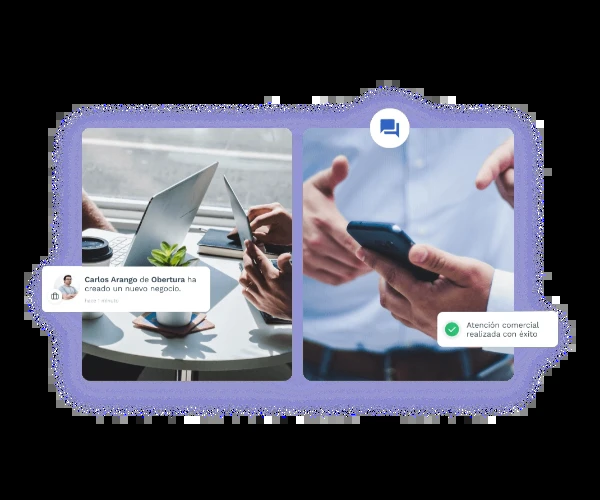 Carlos Arango de Obertura ha
creado un nuevo negocio.
Atención comercial
realizada con éxito